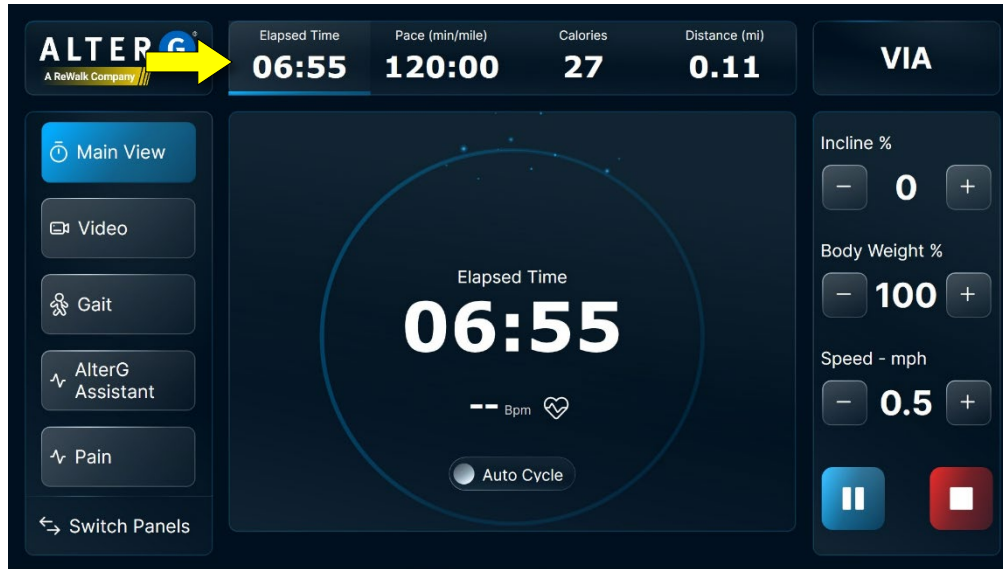 ALTER G®
A ReWalk Company
Elapsed Time
06:55
Pace (min/mile)
120:00
Calories
27
Distance (mi)
0.11
VIA
Main View
Video
Gait
AlterG
Assistant
Pain
Switch Panels
Elapsed Time
06:55
-- Bpm
Auto Cycle
Incline %
− 0 +
Body Weight %
− 100 +
Speed - mph
− 0.5 +